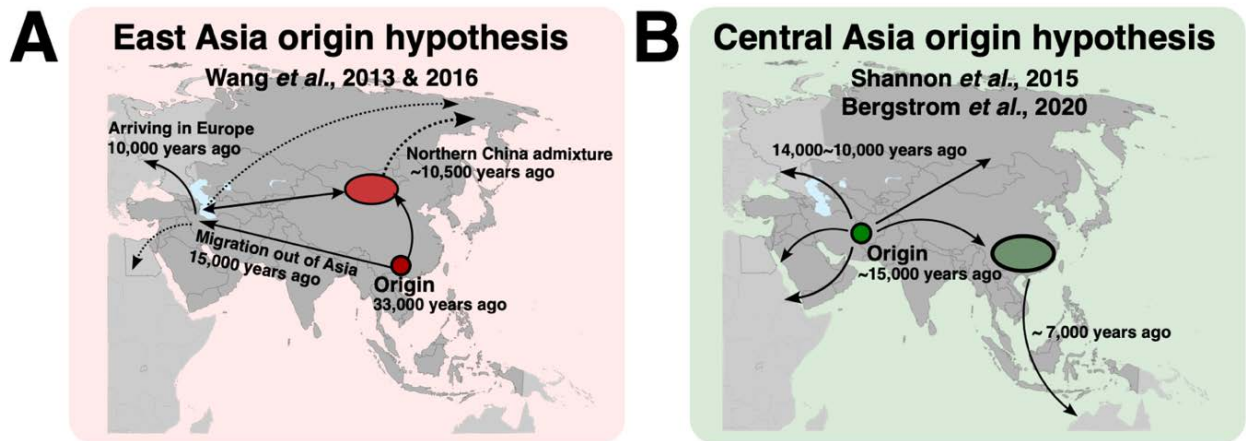 A
East Asia origin hypothesis
Wang et al., 2013 & 2016
Arriving in Europe
10,000 years ago
Northern China admixture
~10,500 years ago
Migration out of Asia
15,000 years ago
Origin
33,000 years ago
B
Central Asia origin hypothesis
Shannon et al., 2015
Bergstrom et al., 2020
14,000~10,000 years ago
Origin
~15,000 years ago
~ 7,000 years ago